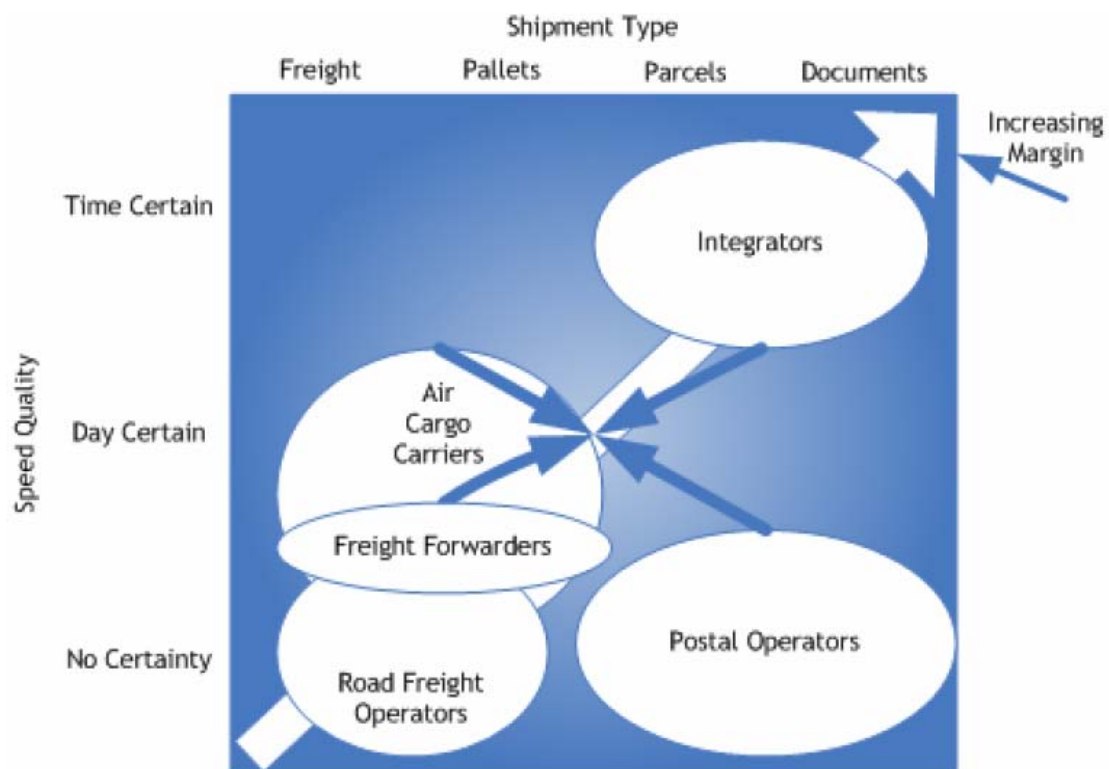 Shipment Type
Freight Pallets Parcels Documents
Increasing
Margin
Time Certain
Integrators
Speed Quality
Day Certain
Air
Cargo
Carriers
Freight Forwarders
No Certainty
Postal Operators
Road Freight
Operators